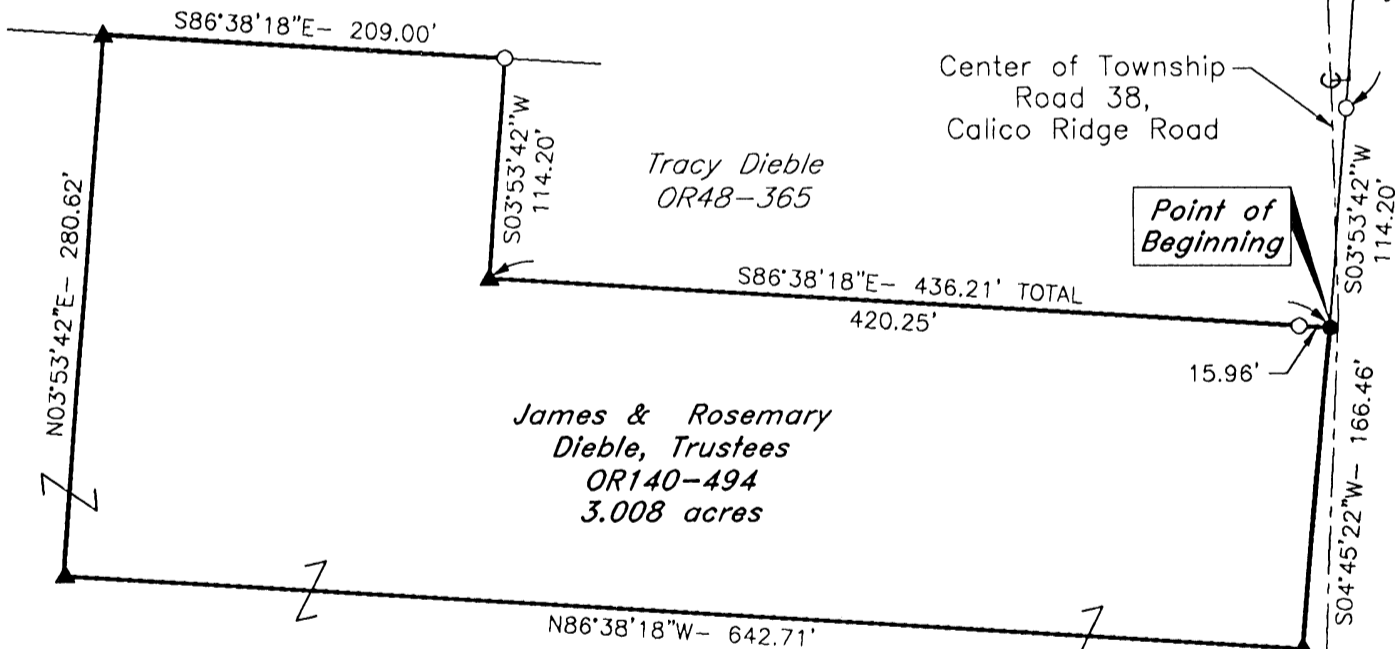 S86°38'18"E- 209.00'
Center of Township
Road 38,
Calico Ridge Road
S03°53'42"W
114.20'
Tracy Dieble
OR48-365
S03°53'42"W
114.20'
Point of
Beginning
N03°53'42"E- 280.62'
S86°38'18"E- 436.21' TOTAL
420.25'
15.96'
James & Rosemary
Dieble, Trustees
OR140-494
3.008 acres
S04°45'22"W- 166.46'
N86°38'18"W- 642.71'